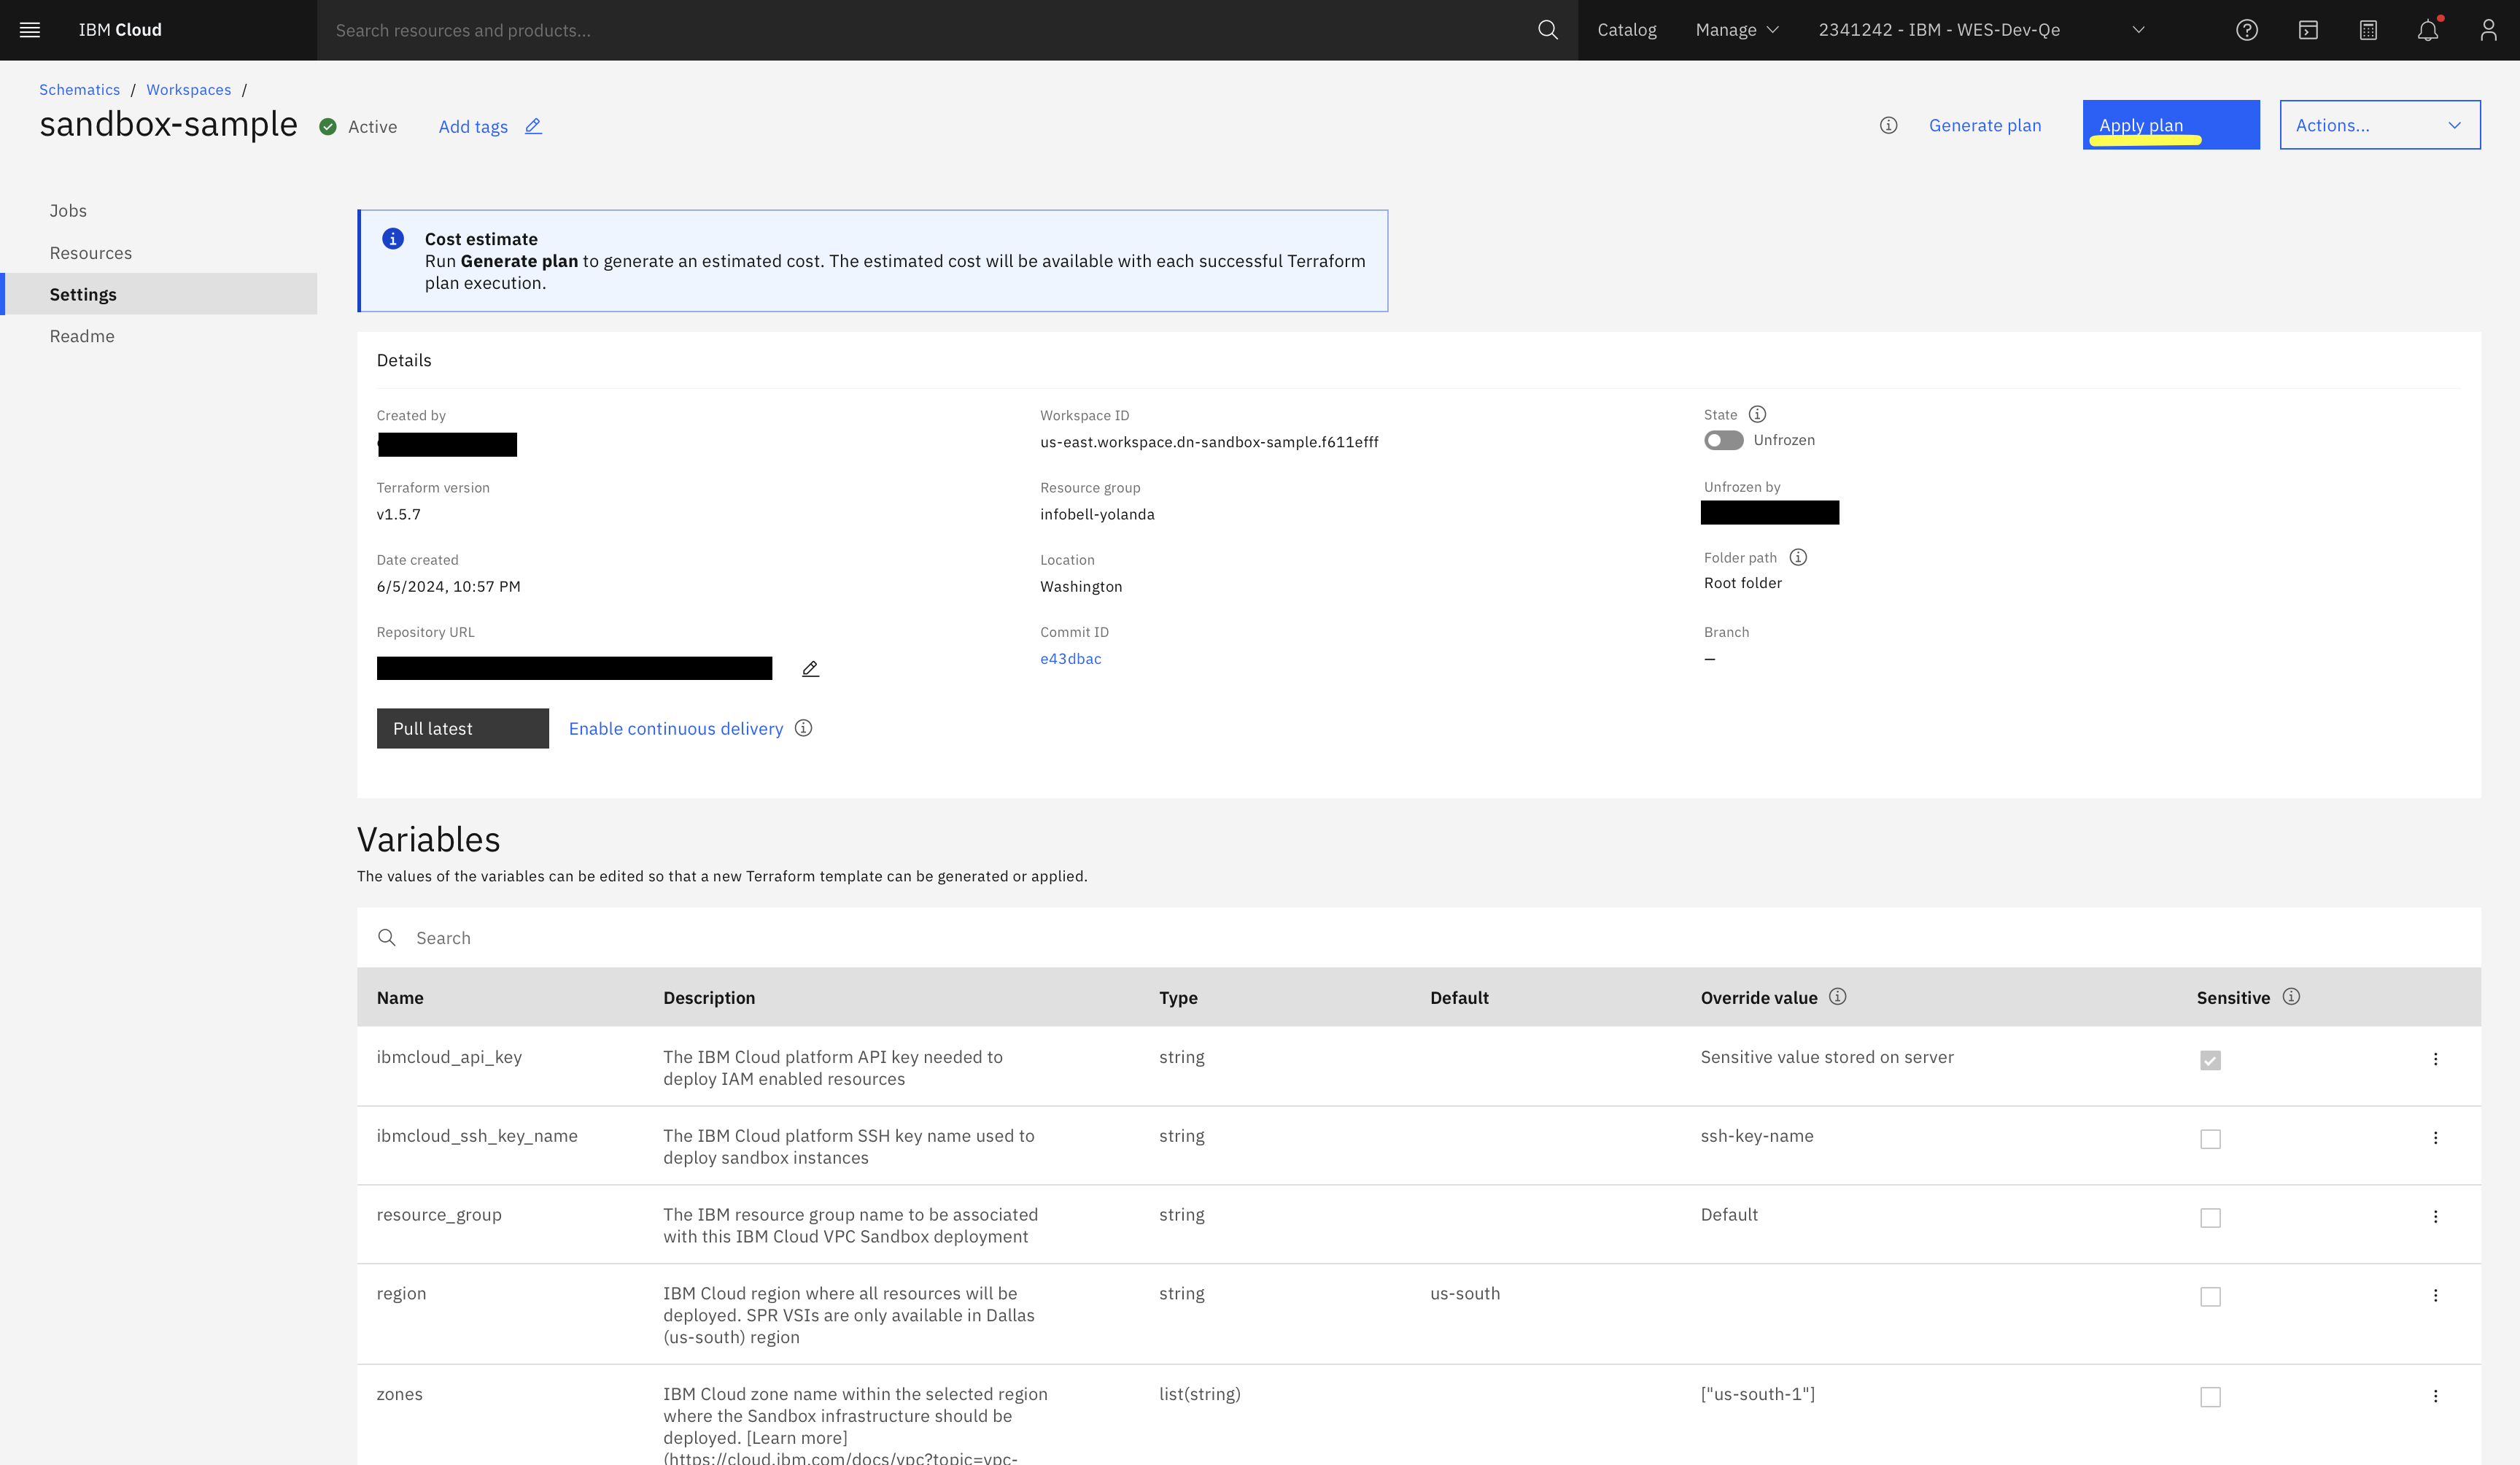 IBM Cloud
Search resources and products...
Catalog
Manage
2341242 - IBM - WES-Dev-Qe
Schematics / Workspaces /
sandbox-sample
Active
Add tags
Generate plan
Apply plan
Actions...
Jobs
Resources
Settings
Readme
Cost estimate
Run Generate plan to generate an estimated cost. The estimated cost will be available with each successful Terraform
plan execution.
Details
Created by
Workspace ID
us-east.workspace.dn-sandbox-sample.f611efff
State
Unfrozen
Terraform version
v1.5.7
Resource group
infobell-yolanda
Unfrozen by
Date created
6/5/2024, 10:57 PM
Location
Washington
Folder path
Root folder
Repository URL
Commit ID
e43dbac
Branch
–
Pull latest
Enable continuous delivery
Variables
The values of the variables can be edited so that a new Terraform template can be generated or applied.
Search
Name Description Type Default Override value Sensitive
ibmcloud_api_key
The IBM Cloud platform API key needed to
deploy IAM enabled resources
string
Sensitive value stored on server
ibmcloud_ssh_key_name
The IBM Cloud platform SSH key name used to
deploy sandbox instances
string
ssh-key-name
resource_group
The IBM resource group name to be associated
with this IBM Cloud VPC Sandbox deployment
string
Default
region
IBM Cloud region where all resources will be
deployed. SPR VSIs are only available in Dallas
(us-south) region
string
us-south
zones
IBM Cloud zone name within the selected region
where the Sandbox infrastructure should be
deployed. [Learn more]
(https://cloud.ibm.com/docs/vpc?topic=vpc-
list(string)
["us-south-1"]